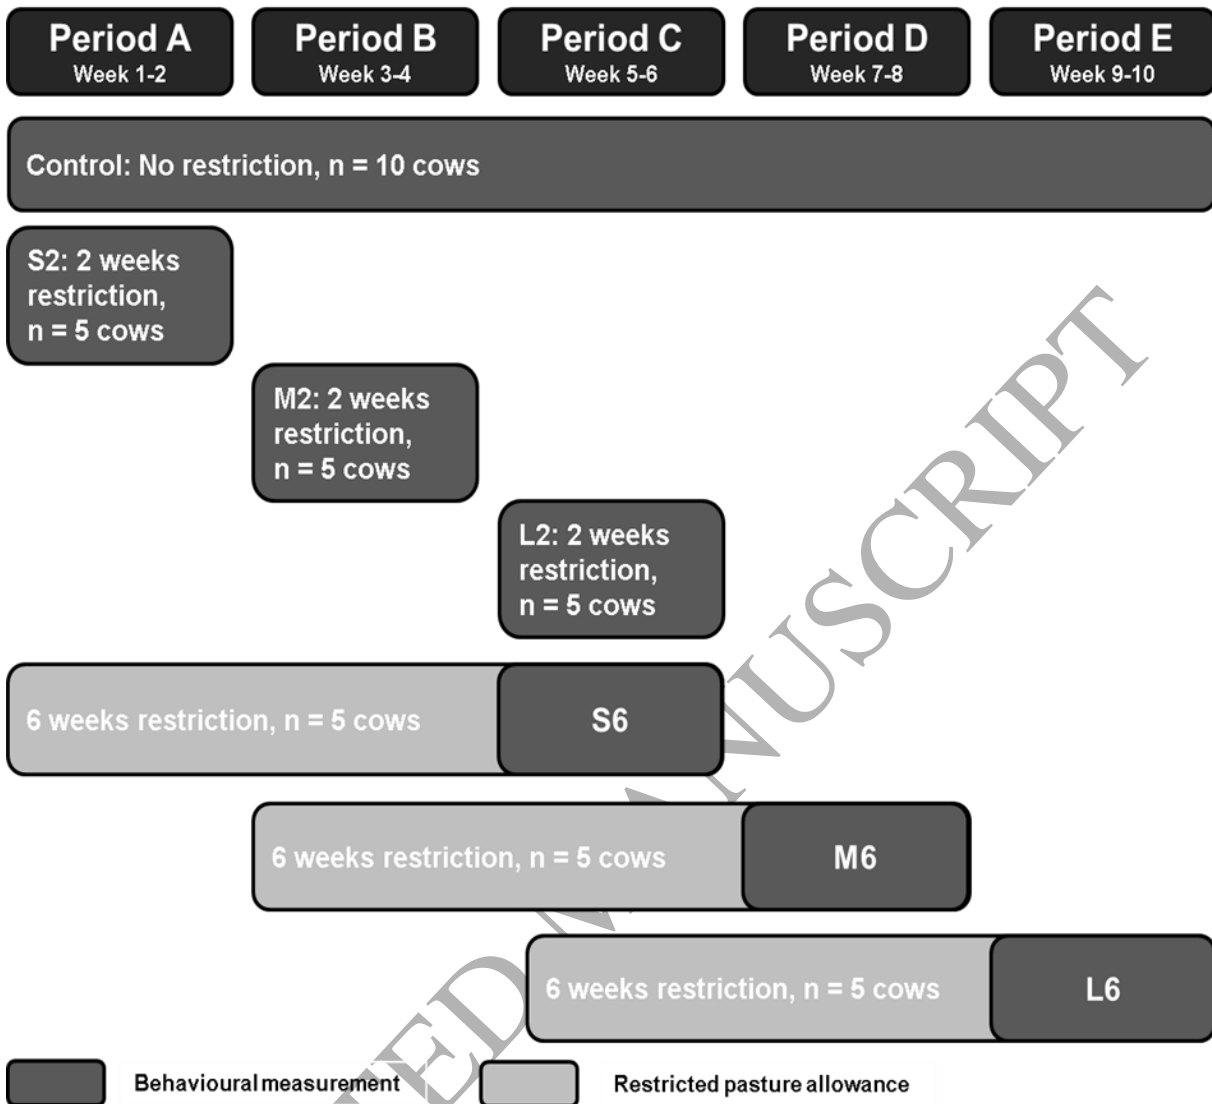 Period A
Week 1-2
Period B
Week 3-4
Period C
Week 5-6
Period D
Week 7-8
Period E
Week 9-10
Control: No restriction, n = 10 cows
S2: 2 weeks
restriction,
n = 5 cows
M2: 2 weeks
restriction,
n = 5 cows
L2: 2 weeks
restriction,
n = 5 cows
6 weeks restriction, n = 5 cows
S6
6 weeks restriction, n = 5 cows
M6
6 weeks restriction, n = 5 cows
L6
Behavioural measurement
Restricted pasture allowance
TED MANUSCRIPT